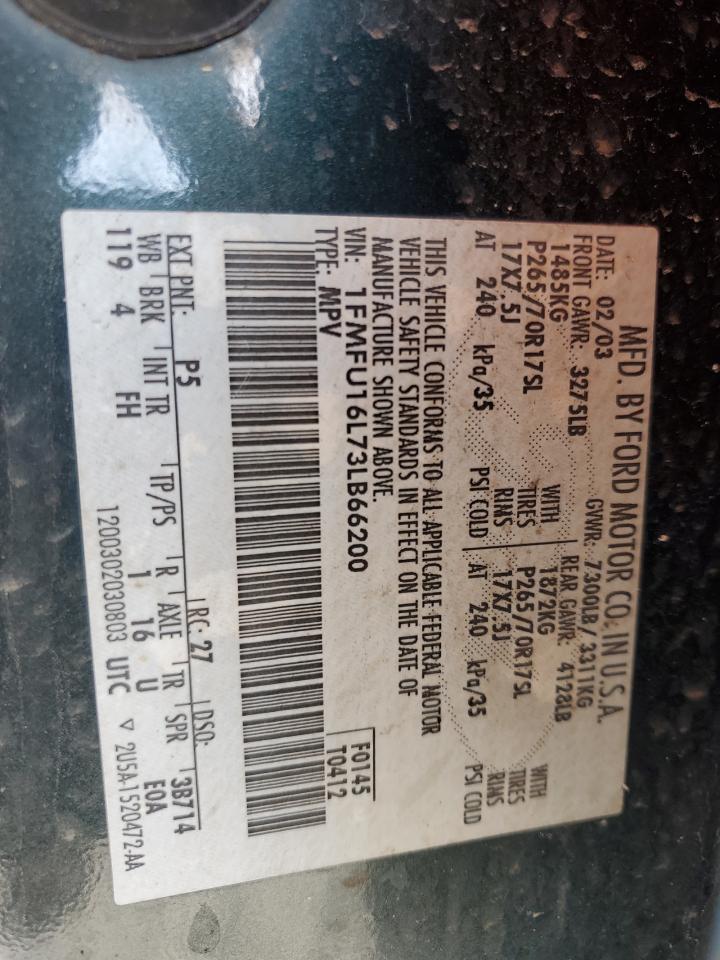 MFD. BY FORD MOTOR CO. IN U.S.A.
DATE: 02/03 GVWR: 7300LB / 3311KG
FRONT GAWR: 3275LB REAR GAWR: 4128LB
1485KG WITH 1872KG WITH
P265/70R17SL TIRES P265/70R17SL TIRES
17X7.5J RIMS 17X7.5J RIMS
AT 240 kPa/35 PSI COLD AT 240 kPa/35 PSI COLD
THIS VEHICLE CONFORMS TO ALL APPLICABLE FEDERAL MOTOR
VEHICLE SAFETY STANDARDS IN EFFECT ON THE DATE OF
MANUFACTURE SHOWN ABOVE.
VIN: 1FMFU16L73LB66200 F0145
TYPE: MPV T0412
EXT PNT: P5 RC: 27 DSO:
WB BRK INT TR TP/PS R AXLE TR SPR 3B714
119 4 FH 1 16 U EOA
1200302030803 UTC ▽ 2U5A-1520472-AA